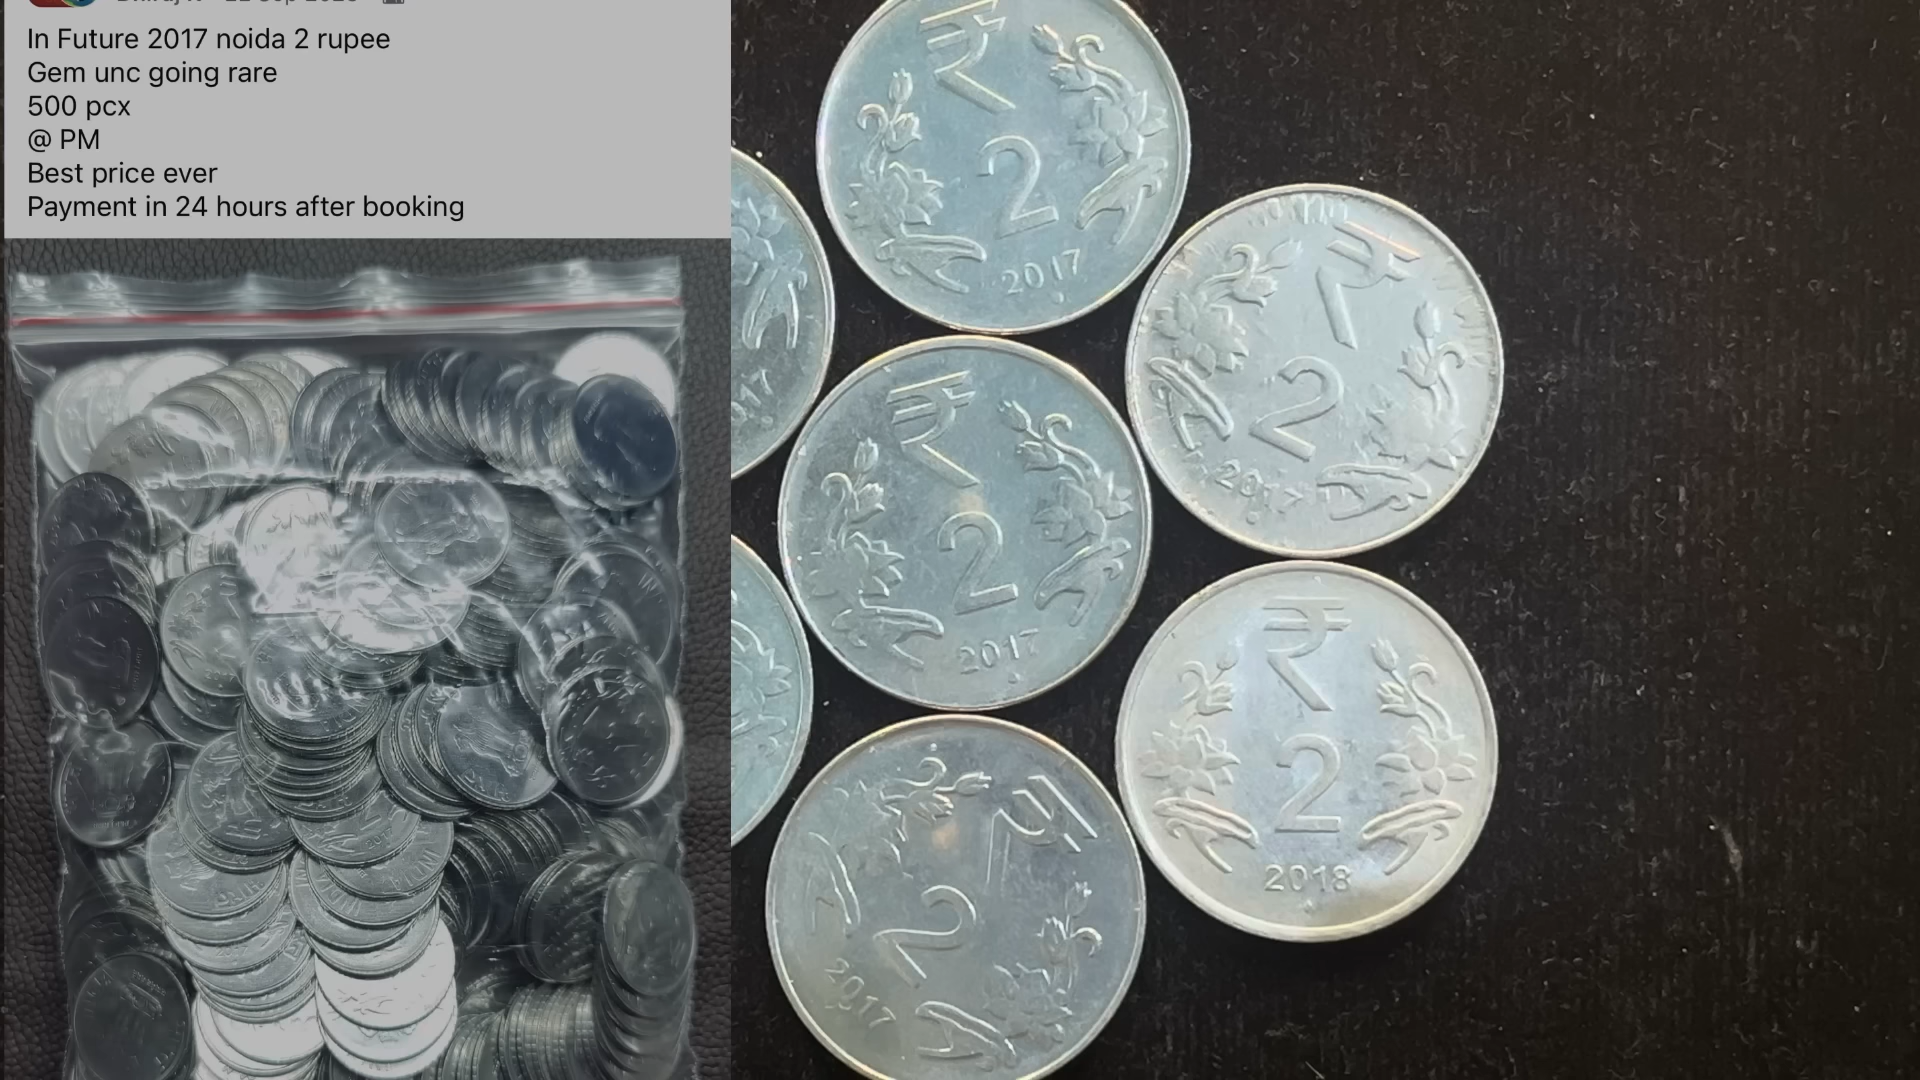 In Future 2017 noida 2 rupee
Gem unc going rare
500 pcx
@ PM
Best price ever
Payment in 24 hours after booking
₹
2
2017
₹
2
2017
₹
2
2017
₹
2
2018
₹
2
2017